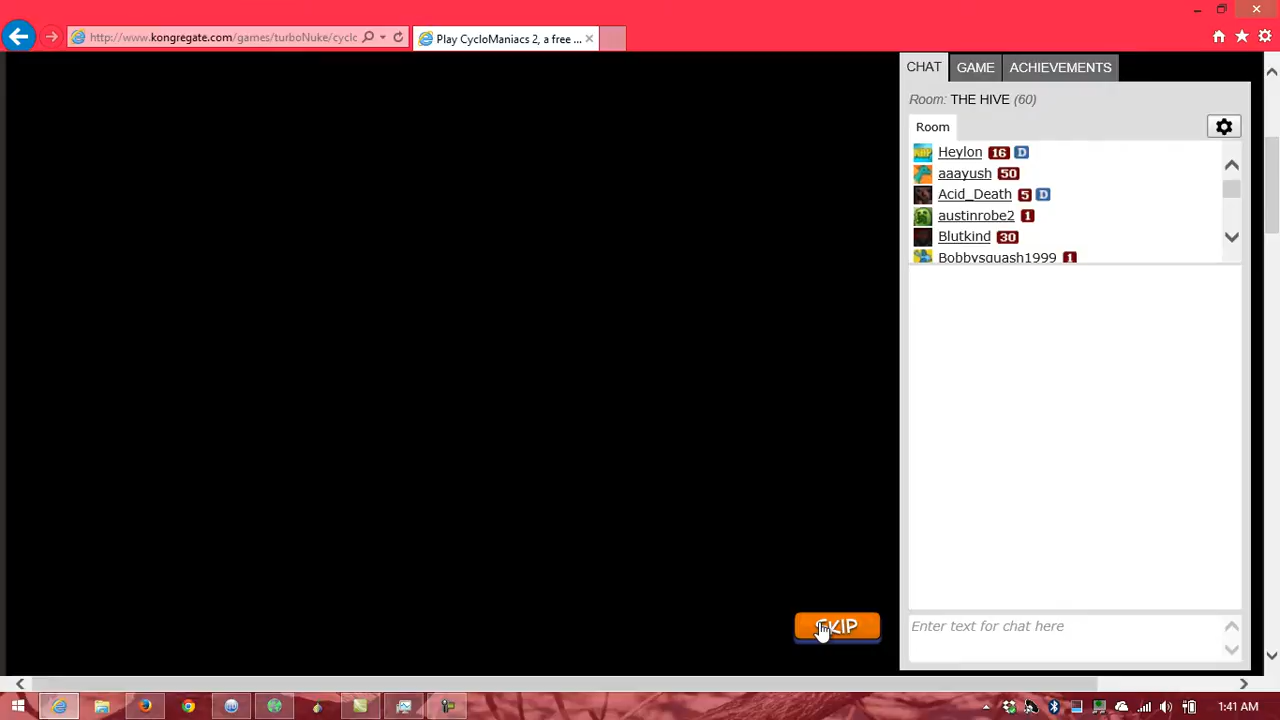 http://www.kongregate.com/games/turboNuke/cyclc
Play CycloManiacs 2, a free ...
CHAT
GAME
ACHIEVEMENTS
Room: THE HIVE (60)
Room
Heylon 16 D
aaayush 50
Acid_Death 5 D
austinrobe2 1
Blutkind 30
Bobbysquash1999 1
SKIP
Enter text for chat here
1:41 AM